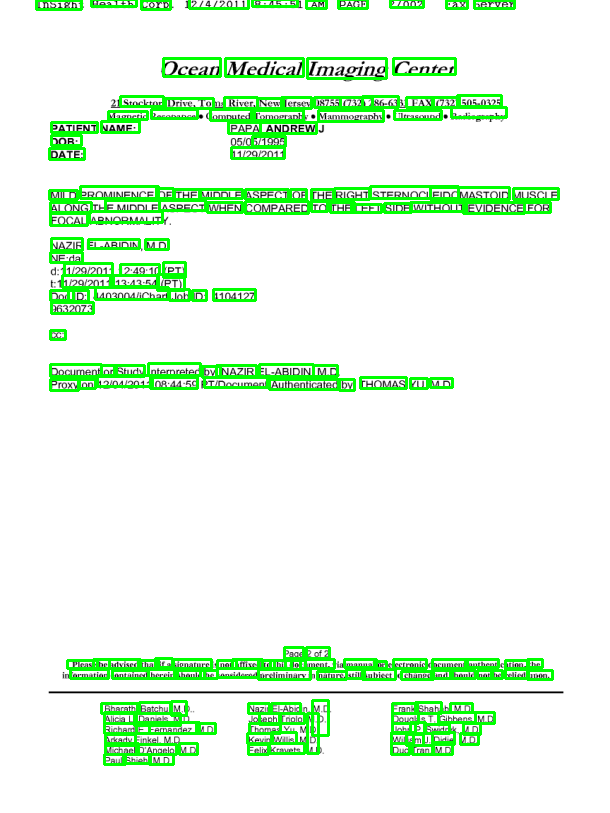 InSight Health Corp. 12/4/2011 8:45:51 AM PAGE 2/002 Fax Server
Ocean Medical Imaging Center
21 Stockton Drive, Toms River, New Jersey 08755 (732) 286-6333 FAX (732) 505-0325
Magnetic Resonance • Computed Tomography • Mammography • Ultrasound • Radiography
PATIENT NAME: PAPA, ANDREW J
DOB: 05/05/1995
DATE: 11/29/2011
MILD PROMINENCE OF THE MIDDLE ASPECT OF THE RIGHT STERNOCLEIDOMASTOID MUSCLE
ALONG THE MIDDLE ASPECT WHEN COMPARED TO THE LEFT SIDE WITHOUT EVIDENCE FOR
FOCAL ABNORMALITY.
NAZIR EL-ABIDIN, M.D.
NE:da
d:11/29/2011 12:49:10 (PT)
t:11/29/2011 13:43:54 (PT)
Doc ID: 4403004/iChart Job ID: 4104127
9632073
cc:
Document or Study Interpreted by NAZIR EL-ABIDIN M.D.
Proxy on 12/04/2011 08:44:59 PT/Document Authenticated by THOMAS YU, M.D.
Page 2 of 2
Please be advised that if a signature is not affixed to this document, via manual or electronic document authentication, the
information contained herein should be considered preliminary in nature, still subject to change and should not be relied upon.
Bharath Batchu, M.D. Nazir El-Abidin, M.D. Frank Shahab, M.D.
Alicia L. Daniels, M.D. Joseph Triolo, M.D. Douglas T. Gibbens, M.D.
Richard E. Fernandez, M.D. Thomas Yu, M.D. John P. Swidryk, M.D.
Arkady Finkel, M.D. Kevin Willis, M.D. William J. Didie, M.D.
Michael D'Angelo, M.D. Felix Kravets, M.D. Duc Tran, M.D.
Paul Shieh, M.D.